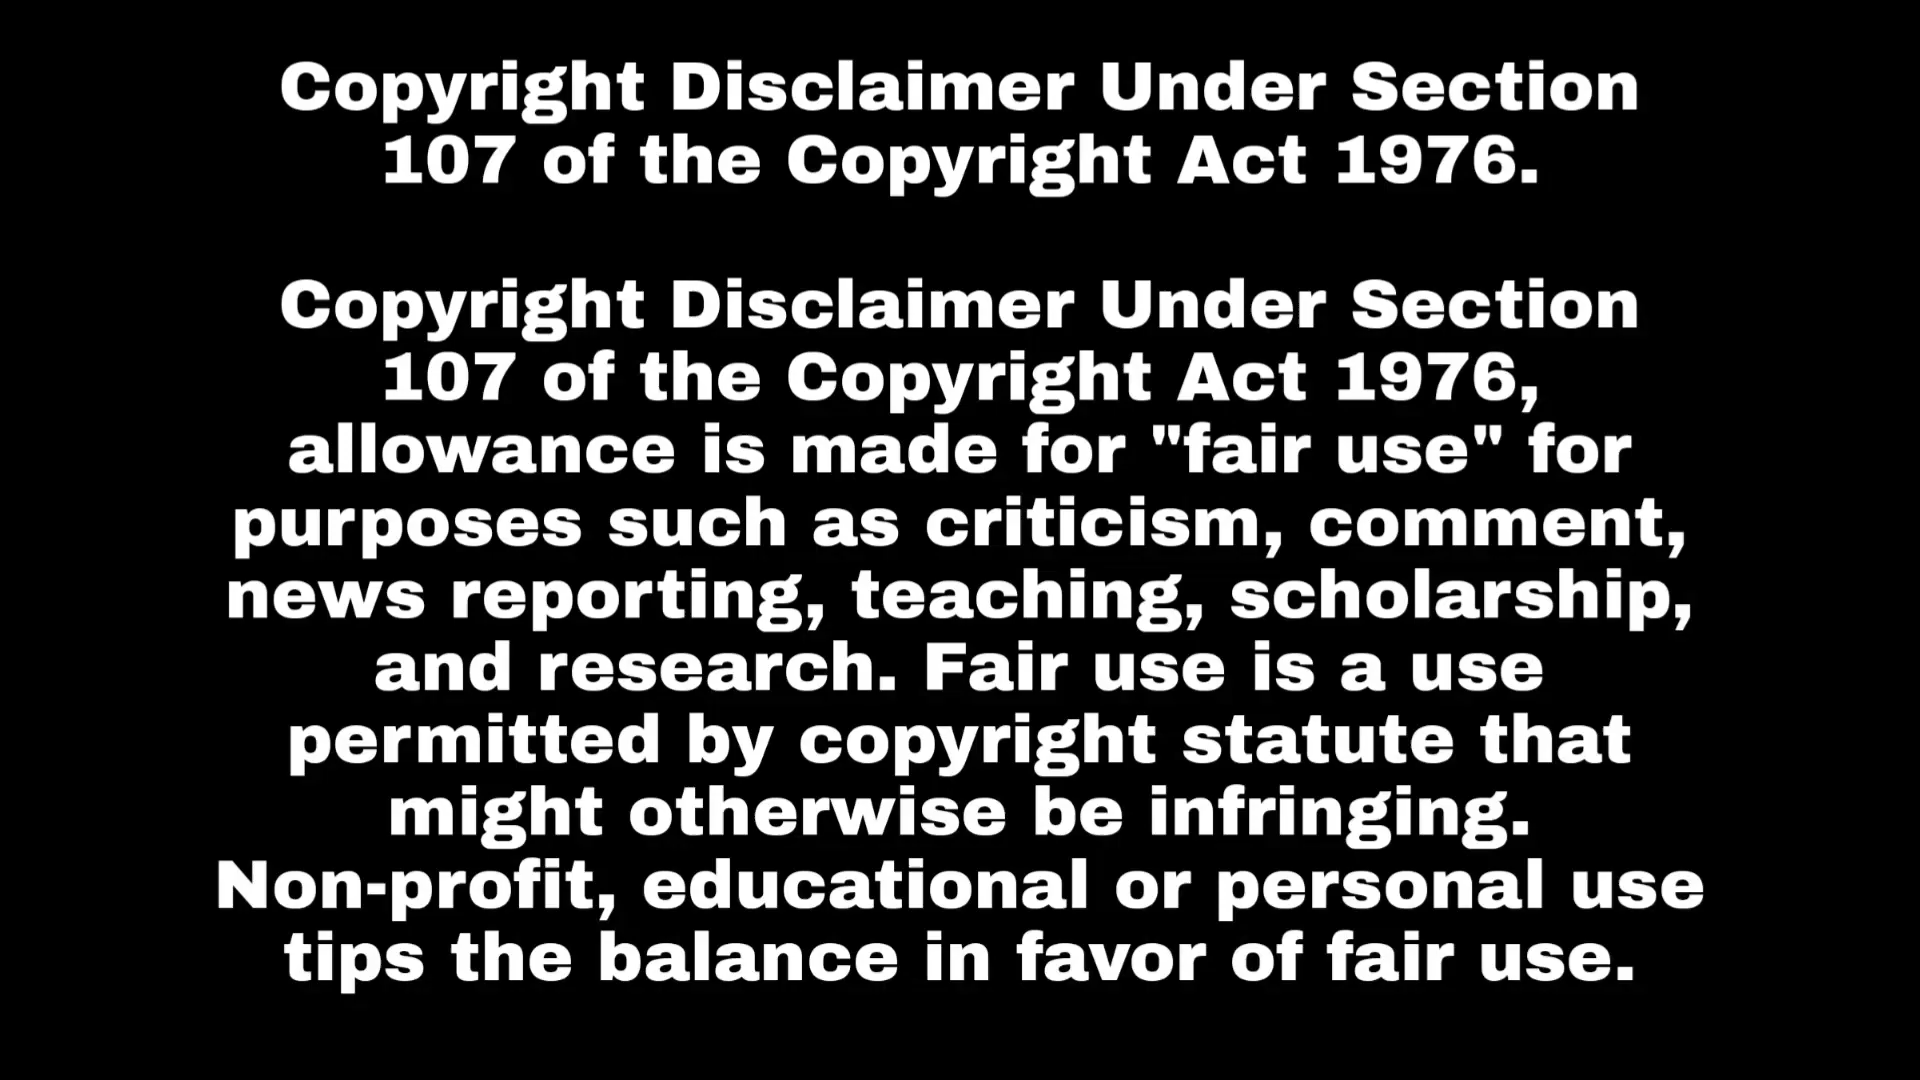 Copyright Disclaimer Under Section
107 of the Copyright Act 1976.
Copyright Disclaimer Under Section
107 of the Copyright Act 1976,
allowance is made for "fair use" for
purposes such as criticism, comment,
news reporting, teaching, scholarship,
and research. Fair use is a use
permitted by copyright statute that
might otherwise be infringing.
Non-profit, educational or personal use
tips the balance in favor of fair use.